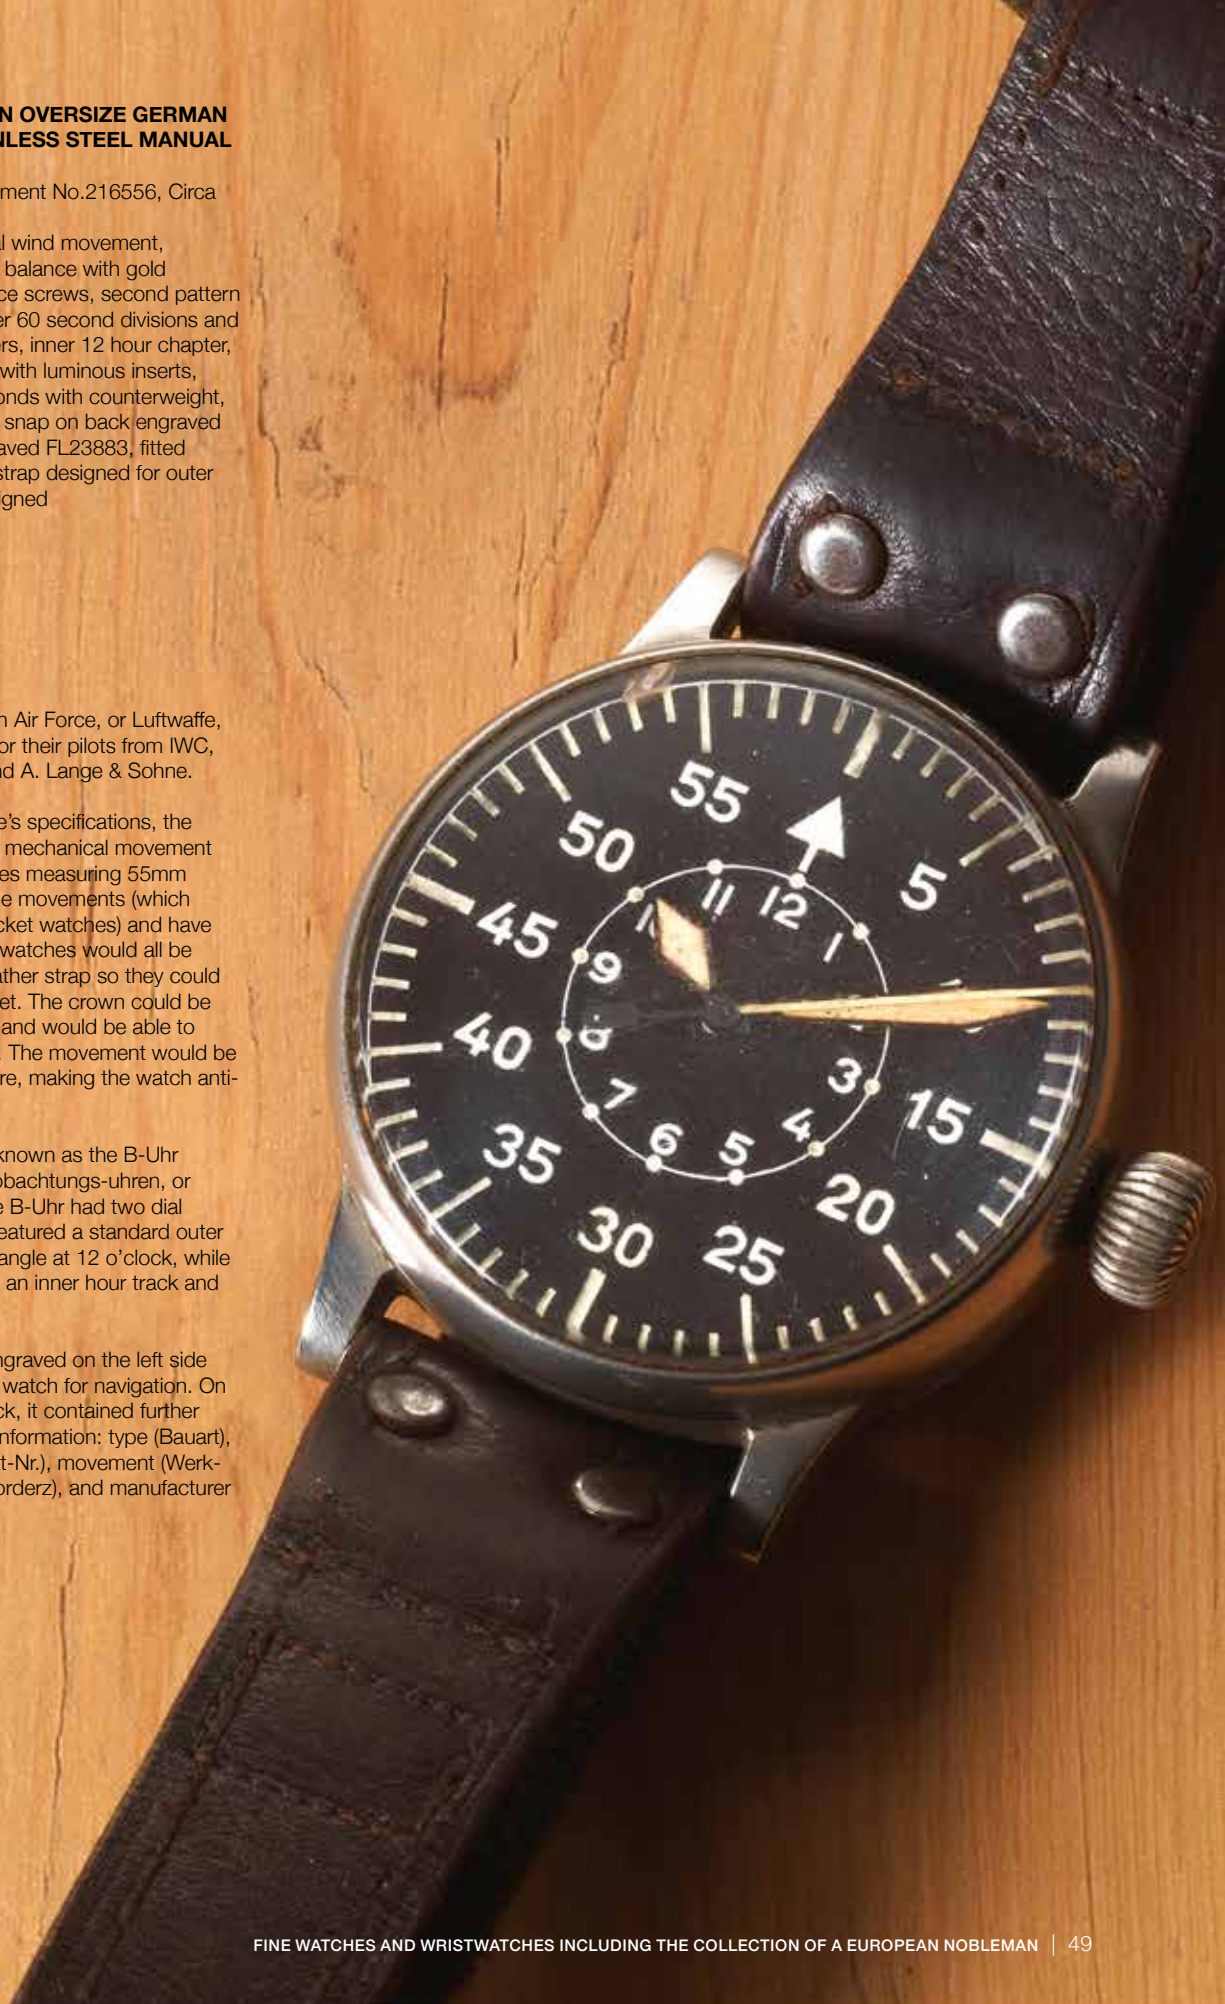 N OVERSIZE GERMAN
NLESS STEEL MANUAL
ment No.216556, Circa
l wind movement,
balance with gold
ce screws, second pattern
er 60 second divisions and
rs, inner 12 hour chapter,
with luminous inserts,
onds with counterweight,
snap on back engraved
aved FL23883, fitted
strap designed for outer
igned
n Air Force, or Luftwaffe,
or their pilots from IWC,
nd A. Lange & Sohne.
e’s specifications, the
mechanical movement
es measuring 55mm
e movements (which
cket watches) and have
watches would all be
ather strap so they could
et. The crown could be
and would be able to
. The movement would be
re, making the watch anti-
known as the B-Uhr
obachtungs-uhren, or
e B-Uhr had two dial
eatured a standard outer
angle at 12 o’clock, while
an inner hour track and
ngraved on the left side
watch for navigation. On
ck, it contained further
nformation: type (Bauart),
t-Nr.), movement (Werk-
orderz), and manufacturer
55
50
5
45
40
15
35
20
30
25
11
12
1
9
8
3
7
4
6
5
FINE WATCHES AND WRISTWATCHES INCLUDING THE COLLECTION OF A EUROPEAN NOBLEMAN | 49